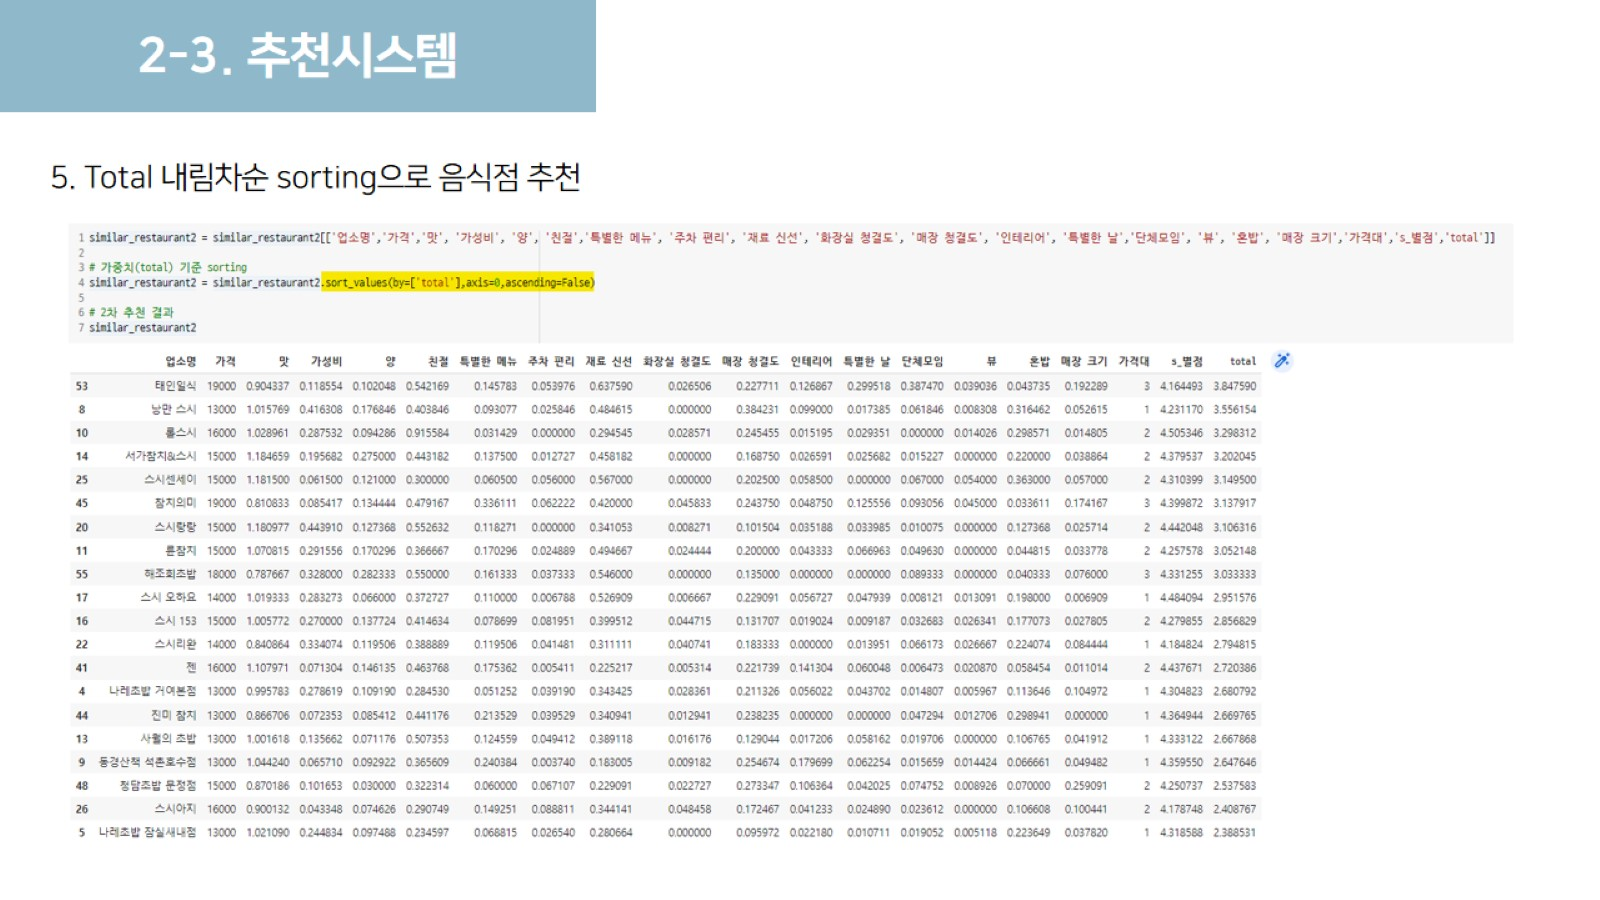 2-3. 추천시스템
5. Total 내림차순 sorting으로 음식점 추천
1 similar_restaurant2 = similar_restaurant2[['업소명','가격','맛', '가성비', '양', '친절','특별한 메뉴', '주차 편리', '재료 신선', '화장실 청결도', '매장 청결도', '인테리어', '특별한 날','단체모임', '뷰', '혼밥', '매장 크기','가격대','s_별점','total']]
2
3 # 가중치(total) 기준 sorting
4 similar_restaurant2 = similar_restaurant2.sort_values(by=['total'],axis=0,ascending=False)
5
6 # 2차 추천 결과
7 similar_restaurant2
업소명 가격 맛 가성비 양 친절 특별한 메뉴 주차 편리 재료 신선 화장실 청결도 매장 청결도 인테리어 특별한 날 단체모임 뷰 혼밥 매장 크기 가격대 s_별점 total
53 태인일식 19000 0.904337 0.118554 0.102048 0.542169 0.145783 0.053976 0.637590 0.026506 0.227711 0.126867 0.299518 0.387470 0.039036 0.043735 0.192289 3 4.164493 3.847590
8 낭만 스시 13000 1.015769 0.416308 0.176846 0.403846 0.093077 0.025846 0.484615 0.000000 0.384231 0.099000 0.017385 0.061846 0.008308 0.316462 0.052615 1 4.231170 3.556154
10 롤스시 16000 1.028961 0.287532 0.094286 0.915584 0.031429 0.000000 0.294545 0.028571 0.245455 0.015195 0.029351 0.000000 0.014026 0.298571 0.014805 2 4.505346 3.298312
14 서가참치&스시 15000 1.184659 0.195682 0.275000 0.443182 0.137500 0.012727 0.458182 0.000000 0.168750 0.026591 0.025682 0.015227 0.000000 0.220000 0.038864 2 4.379537 3.202045
25 스시센세이 15000 1.181500 0.061500 0.121000 0.300000 0.060500 0.056000 0.567000 0.000000 0.202500 0.058500 0.000000 0.067000 0.054000 0.363000 0.057000 2 4.310399 3.149500
45 참치의미 19000 0.810833 0.085417 0.134444 0.479167 0.336111 0.062222 0.420000 0.045833 0.243750 0.048750 0.125556 0.093056 0.045000 0.033611 0.174167 3 4.399872 3.137917
20 스시랑랑 15000 1.180977 0.443910 0.127368 0.552632 0.118271 0.000000 0.341053 0.008271 0.101504 0.035188 0.033985 0.010075 0.000000 0.127368 0.025714 2 4.442048 3.106316
11 륜참치 15000 1.070815 0.291556 0.170296 0.366667 0.170296 0.024889 0.494667 0.024444 0.200000 0.043333 0.066963 0.049630 0.000000 0.044815 0.033778 2 4.257578 3.052148
55 해조회초밥 18000 0.787667 0.328000 0.282333 0.550000 0.161333 0.037333 0.546000 0.000000 0.135000 0.000000 0.000000 0.089333 0.000000 0.040333 0.076000 3 4.331255 3.033333
17 스시 오하요 14000 1.019333 0.283273 0.066000 0.372727 0.110000 0.006788 0.526909 0.006667 0.229091 0.056727 0.047939 0.008121 0.013091 0.198000 0.006909 1 4.484094 2.951576
16 스시 153 15000 1.005772 0.270000 0.137724 0.414634 0.078699 0.081951 0.399512 0.044715 0.131707 0.019024 0.009187 0.032683 0.026341 0.177073 0.027805 2 4.279855 2.856829
22 스시리완 14000 0.840864 0.334074 0.119506 0.388889 0.119506 0.041481 0.311111 0.040741 0.183333 0.000000 0.013951 0.066173 0.026667 0.224074 0.084444 1 4.184824 2.794815
41 젠 16000 1.107971 0.071304 0.146135 0.463768 0.175362 0.005411 0.225217 0.005314 0.221739 0.141304 0.060048 0.006473 0.020870 0.058454 0.011014 2 4.437671 2.720386
4 나레초밥 거여본점 13000 0.995783 0.278619 0.109190 0.284530 0.051252 0.039190 0.343425 0.028361 0.211326 0.056022 0.043702 0.014807 0.005967 0.113646 0.104972 1 4.304823 2.680792
44 진미 참치 13000 0.866706 0.072353 0.085412 0.441176 0.213529 0.039529 0.340941 0.012941 0.238235 0.000000 0.000000 0.047294 0.012706 0.298941 0.000000 1 4.364944 2.669765
13 사월의 초밥 13000 1.001618 0.135662 0.071176 0.507353 0.124559 0.049412 0.389118 0.016176 0.129044 0.017206 0.058162 0.019706 0.000000 0.106765 0.041912 1 4.333122 2.667868
9 동경산책 석촌호수점 13000 1.044240 0.065710 0.092922 0.365609 0.240384 0.003740 0.183005 0.009182 0.254674 0.179699 0.062254 0.015659 0.014424 0.066661 0.049482 1 4.359550 2.647646
48 정담초밥 문정점 15000 0.870186 0.101653 0.030000 0.322314 0.060000 0.067107 0.229091 0.022727 0.273347 0.106364 0.042025 0.074752 0.008926 0.070000 0.259091 2 4.250737 2.537583
26 스시아지 16000 0.900132 0.043348 0.074626 0.290749 0.149251 0.088811 0.344141 0.048458 0.172467 0.041233 0.024890 0.023612 0.000000 0.106608 0.100441 2 4.178748 2.408767
5 나레초밥 잠실새내점 13000 1.021090 0.244834 0.097488 0.234597 0.068815 0.026540 0.280664 0.000000 0.095972 0.022180 0.010711 0.019052 0.005118 0.223649 0.037820 1 4.318588 2.388531